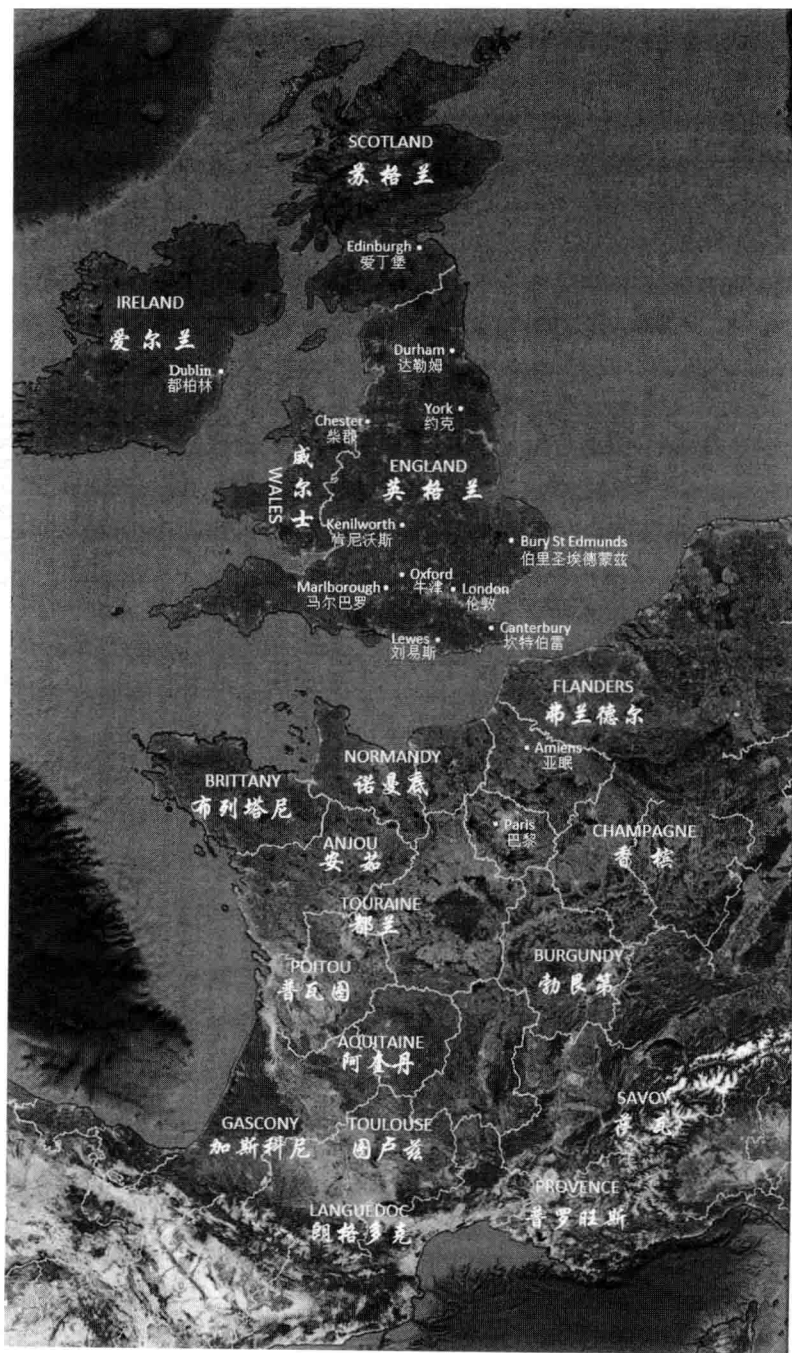 SCOTLAND
苏格兰
Edinburgh
爱丁堡
IRELAND
爱尔兰
Dublin
都柏林
Durham
达勒姆
York
约克
Chester
柴郡
威尔士
WALES
ENGLAND
英格兰
Kenilworth
肯尼沃斯
Bury St Edmunds
伯里圣埃德蒙兹
Oxford
牛津
Marlborough
马尔巴罗
London
伦敦
Canterbury
坎特伯雷
Lewes
刘易斯
FLANDERS
弗兰德尔
Amiens
亚眠
NORMANDY
诺曼底
BRITTANY
布列塔尼
Paris
巴黎
CHAMPAGNE
香槟
ANJOU
安茹
TOURAINE
都兰
BURGUNDY
勃艮第
POITOU
普瓦图
AQUITAINE
阿奎丹
SAVOY
萨瓦
GASCONY
加斯科尼
TOULOUSE
图卢兹
PROVENCE
普罗旺斯
LANGUEDOC
朗格多克